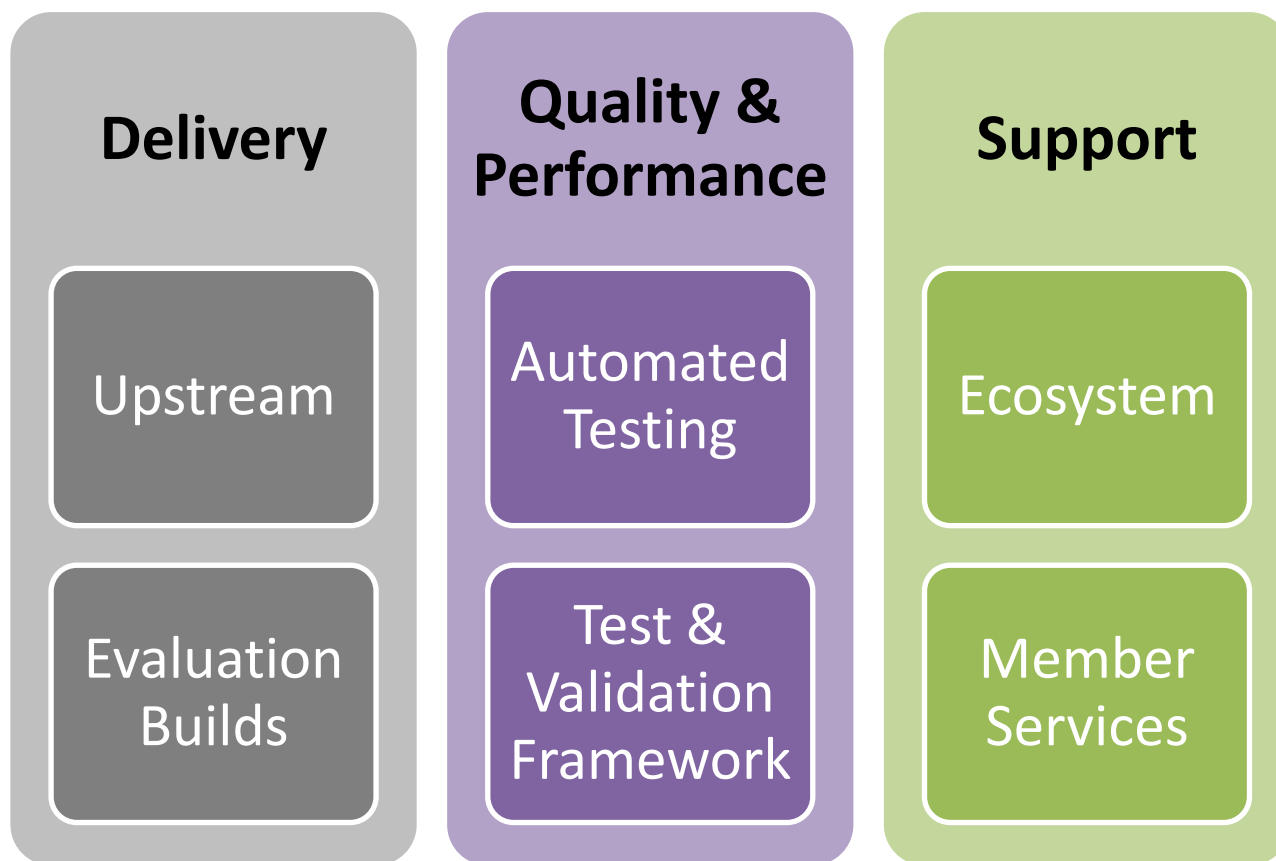 Delivery
Upstream
Evaluation
Builds
Quality &
Performance
Automated
Testing
Test &
Validation
Framework
Support
Ecosystem
Member
Services